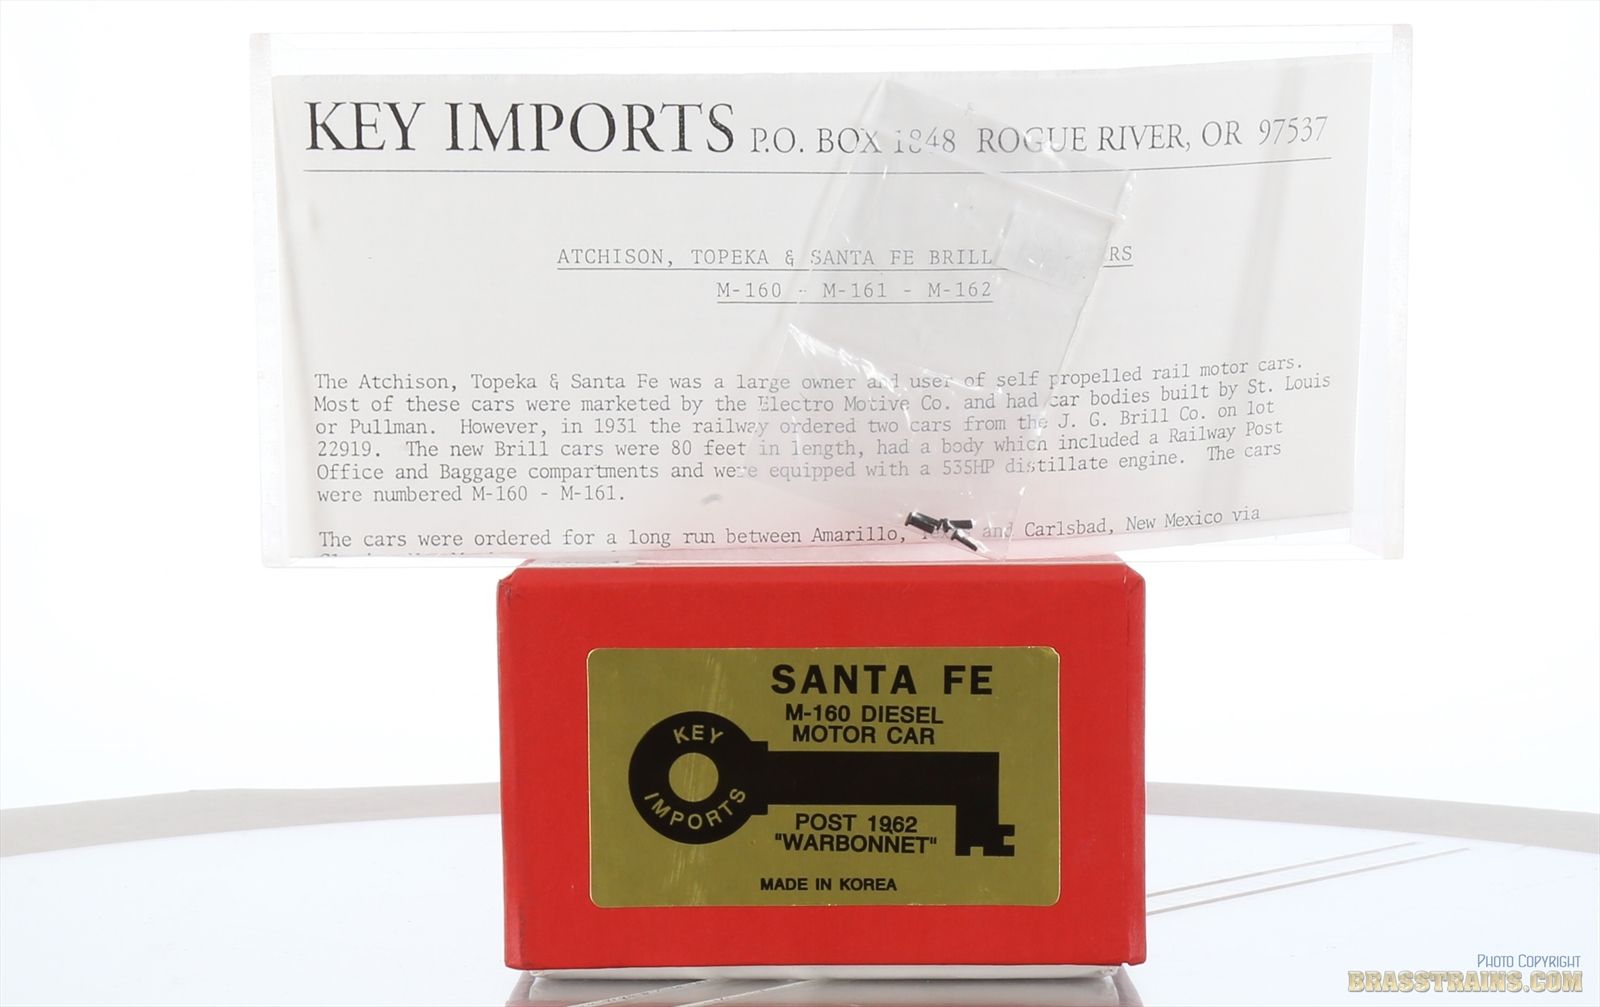 KEY IMPORTS P.O. BOX 1848 ROGUE RIVER, OR 97537
ATCHISON, TOPEKA & SANTA FE BRILL RS
M-160 - M-161 - M-162
The Atchison, Topeka & Santa Fe was a large owner and user of self propelled rail motor cars.
Most of these cars were marketed by the Electro Motive Co. and had car bodies built by St. Louis
or Pullman. However, in 1931 the railway ordered two cars from the J. G. Brill Co. on lot
22919. The new Brill cars were 80 feet in length, had a body which included a Railway Post
Office and Baggage compartments and were equipped with a 535HP distillate engine. The cars
were numbered M-160 - M-161.
The cars were ordered for a long run between Amarillo, Texas and Carlsbad, New Mexico via
SANTA FE
M-160 DIESEL
MOTOR CAR
KEY
IMPORTS
POST 1962
"WARBONNET"
MADE IN KOREA
PHOTO COPYRIGHT
BRASSTRAINS.COM